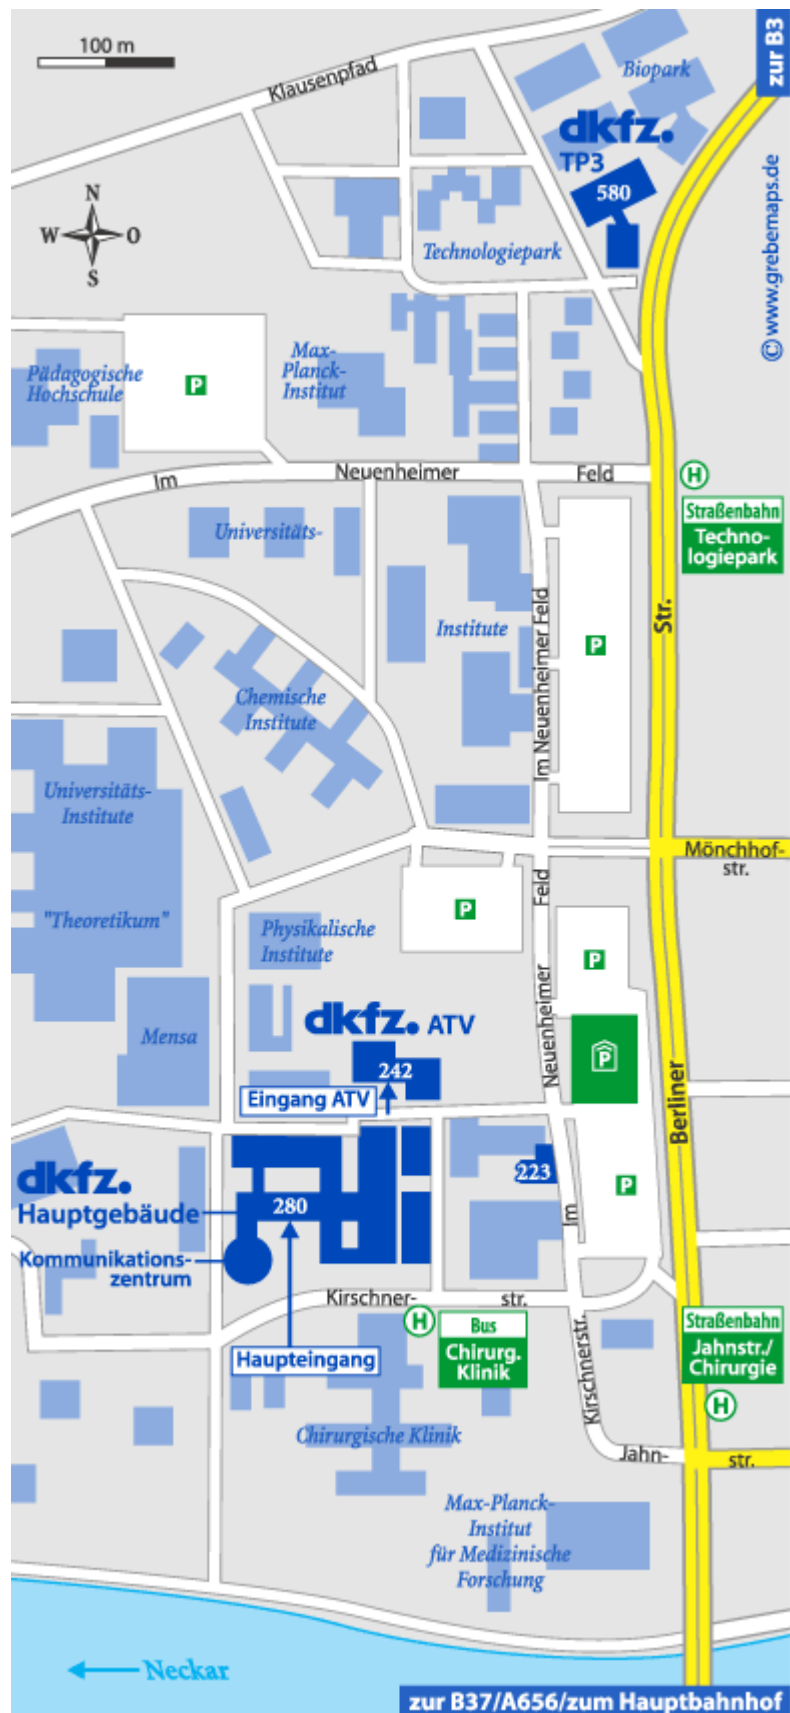 100 m
Klausenpfad
Biopark
zur B3
dkfz.
TP3
580
© www.grebemaps.de
N
W
O
S
Technologiepark
Pädagogische
Hochschule
P
Max-
Planck-
Institut
Im
Neuenheimer
Feld
H
Straßenbahn
Techno-
logiepark
Universitäts-
Institute
Im Neuenheimer Feld
P
Str.
Chemische
Institute
Universitäts-
Institute
"Theoretikum"
Mönchhof-
str.
Feld
P
Physikalische
Institute
P
Neuenheimer
Mensa
dkfz. ATV
242
Eingang ATV
P
Berliner
dkfz.
Hauptgebäude
280
223
P
Im
Kommunikations-
zentrum
Kirschner-
str.
H
Bus
Chirurg.
Klinik
Haupteingang
Kirschnerstr.
Straßenbahn
Jahnstr./
Chirurgie
H
Chirurgische Klinik
Jahn-
str.
Max-Planck-
Institut
für Medizinische
Forschung
Neckar
zur B37/A656/zum Hauptbahnhof